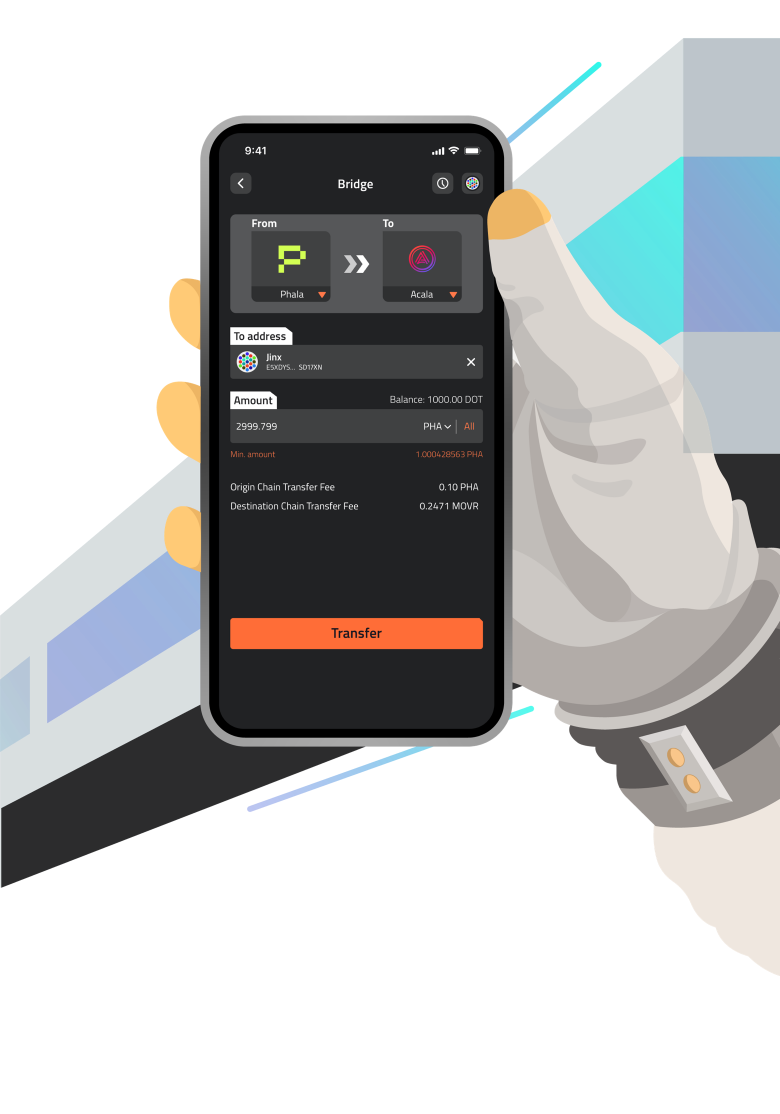 9:41
Bridge
From To
Phala Acala
To address
Jinx
E5XDYS... SD17XN
Amount Balance: 1000.00 DOT
2999.799 PHA All
Min. amount 1.000428563 PHA
Origin Chain Transfer Fee 0.10 PHA
Destination Chain Transfer Fee 0.2471 MOVR
Transfer